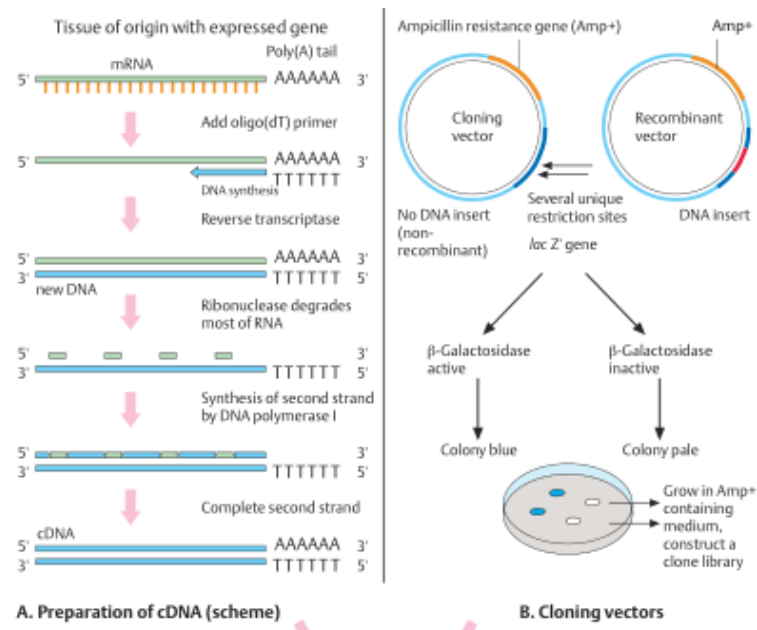 Tissue of origin with expressed gene
Poly(A) tail
mRNA
5' AAAAAA 3'
Add oligo(dT) primer
5' AAAAAA 3'
TTTTTT
DNA synthesis
Reverse transcriptase
5' AAAAAA 3'
3' TTTTTT 5'
new DNA
Ribonuclease degrades
most of RNA
5' 3'
3' TTTTTT 5'
Synthesis of second strand
by DNA polymerase I
5' 3'
3' TTTTTT 5'
Complete second strand
cDNA
5' AAAAAA 3'
3' TTTTTT 5'
A. Preparation of cDNA (scheme)
Ampicillin resistance gene (Amp+)
Amp+
Cloning
vector
Recombinant
vector
No DNA insert
(non-
recombinant)
Several unique
restriction sites
lac Z' gene
DNA insert
β-Galactosidase
active
β-Galactosidase
inactive
Colony blue
Colony pale
Grow in Amp+
containing
medium,
construct a
clone library
B. Cloning vectors